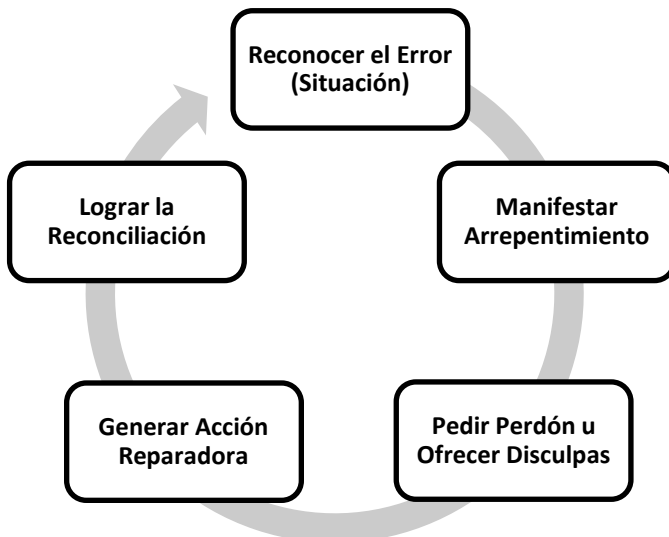 Reconocer el Error
(Situación)
Manifestar
Arrepentimiento
Pedir Perdón u
Ofrecer Disculpas
Generar Acción
Reparadora
Lograr la
Reconciliación